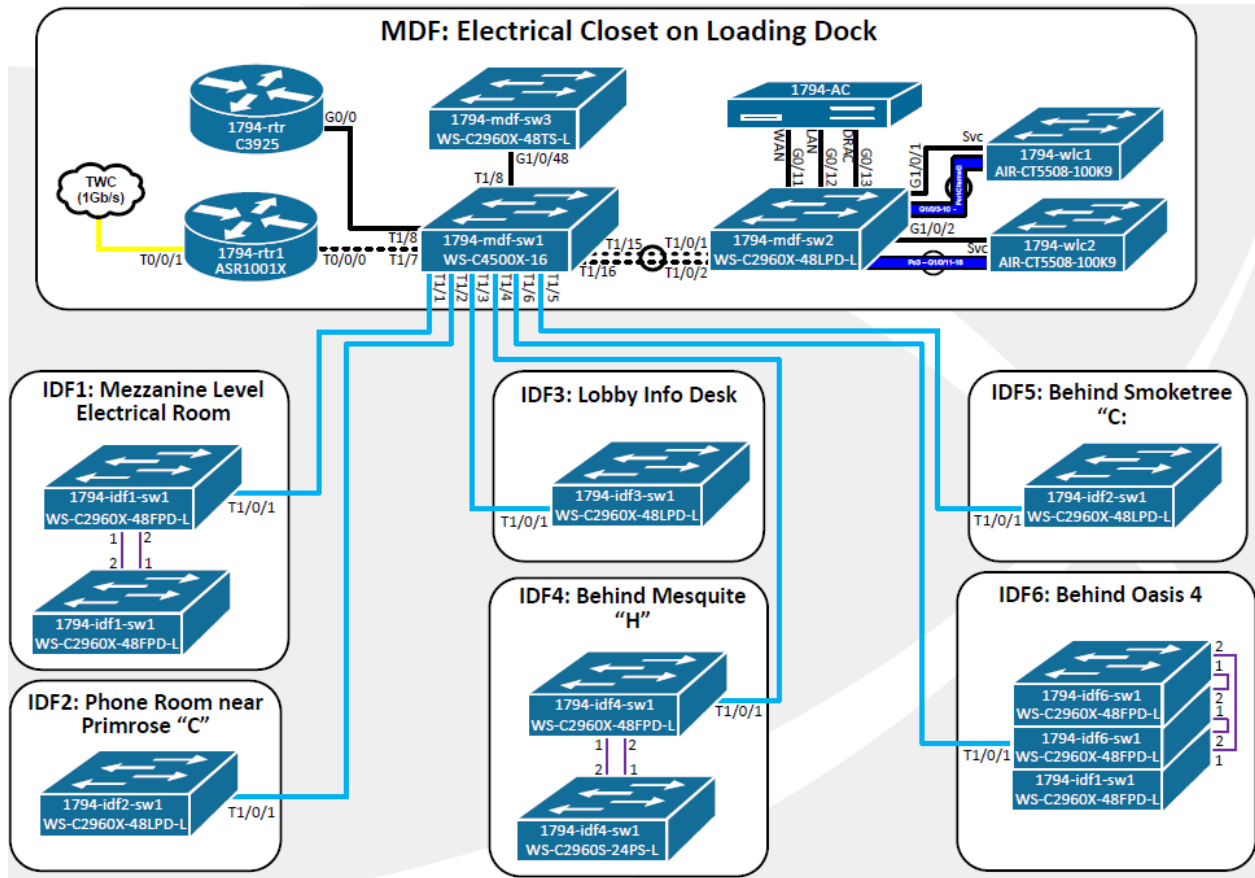 MDF: Electrical Closet on Loading Dock
1794-rtr
C3925
G0/0
1794-mdf-sw3
WS-C2960X-48TS-L
G1/0/48
1794-AC
WAN
LAN
DRAC
G0/11
G0/12
G0/13
G1/0/1
Svc
1794-wlc1
AIR-CT5508-100K9
TWC
(1Gb/s)
T0/0/1
1794-rtr1
ASR1001X
T0/0/0
T1/8
T1/8
T1/7
1794-mdf-sw1
WS-C4500X-16
T1/15
T1/16
T1/0/1
T1/0/2
1794-mdf-sw2
WS-C2960X-48LPD-L
G1/0/2
Svc
1794-wlc2
AIR-CT5508-100K9
Po3 – G1/0/11-18
T1/1
T1/2
T1/3
T1/4
T1/6
T1/5
IDF1: Mezzanine Level
Electrical Room
1794-idf1-sw1
WS-C2960X-48FPD-L
T1/0/1
1 2
2 1
1794-idf1-sw1
WS-C2960X-48FPD-L
IDF2: Phone Room near
Primrose “C”
1794-idf2-sw1
WS-C2960X-48LPD-L
T1/0/1
IDF3: Lobby Info Desk
1794-idf3-sw1
WS-C2960X-48LPD-L
T1/0/1
IDF4: Behind Mesquite
“H”
1794-idf4-sw1
WS-C2960X-48FPD-L
T1/0/1
1 2
2 1
1794-idf4-sw1
WS-C2960S-24PS-L
IDF5: Behind Smoketree
“C:
1794-idf2-sw1
WS-C2960X-48LPD-L
T1/0/1
IDF6: Behind Oasis 4
1794-idf6-sw1
WS-C2960X-48FPD-L
1794-idf6-sw1
WS-C2960X-48FPD-L
1794-idf1-sw1
WS-C2960X-48FPD-L
T1/0/1
2
1
2
1
2
1